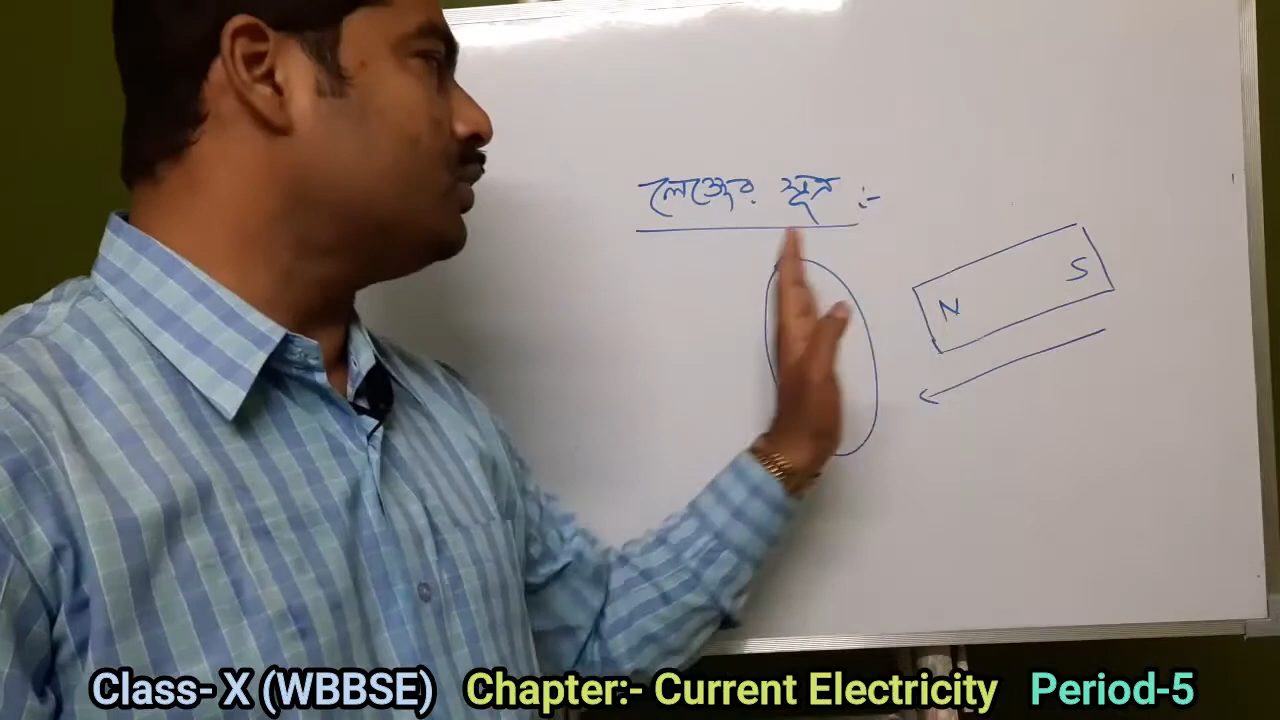 লেঞ্জের সূত্র :-
N S
Class- X (WBBSE) Chapter:- Current Electricity Period-5